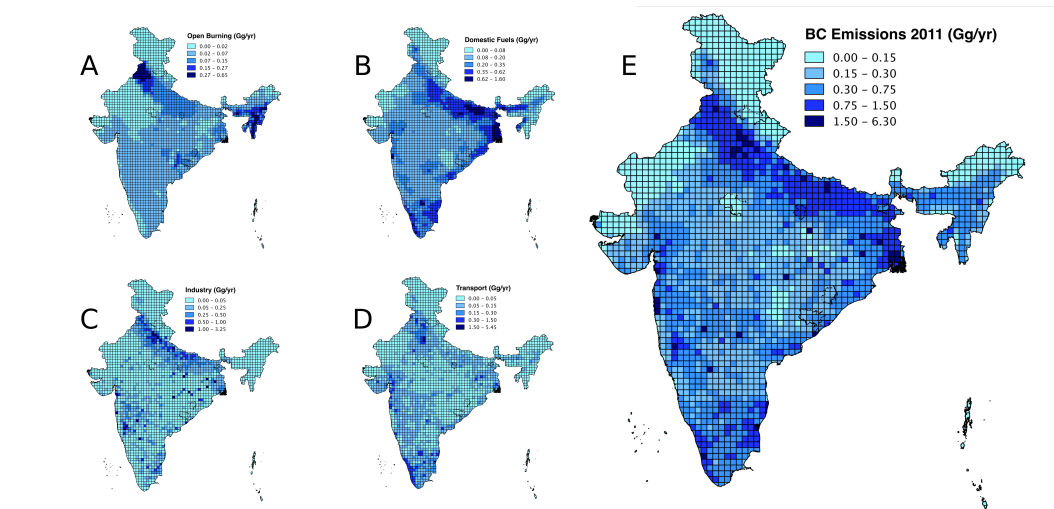 A
Open Burning (Gg/yr)
0.00 – 0.02
0.02 – 0.07
0.07 – 0.15
0.15 – 0.27
0.27 – 0.65
B
Domestic Fuels (Gg/yr)
0.00 – 0.08
0.08 – 0.20
0.20 – 0.35
0.35 – 0.62
0.62 – 1.60
C
Industry (Gg/yr)
0.00 – 0.05
0.05 – 0.25
0.25 – 0.50
0.50 – 1.00
1.00 – 3.25
D
Transport (Gg/yr)
0.00 – 0.05
0.05 – 0.15
0.15 – 0.30
0.30 – 1.50
1.50 – 5.45
E
BC Emissions 2011 (Gg/yr)
0.00 – 0.15
0.15 – 0.30
0.30 – 0.75
0.75 – 1.50
1.50 – 6.30